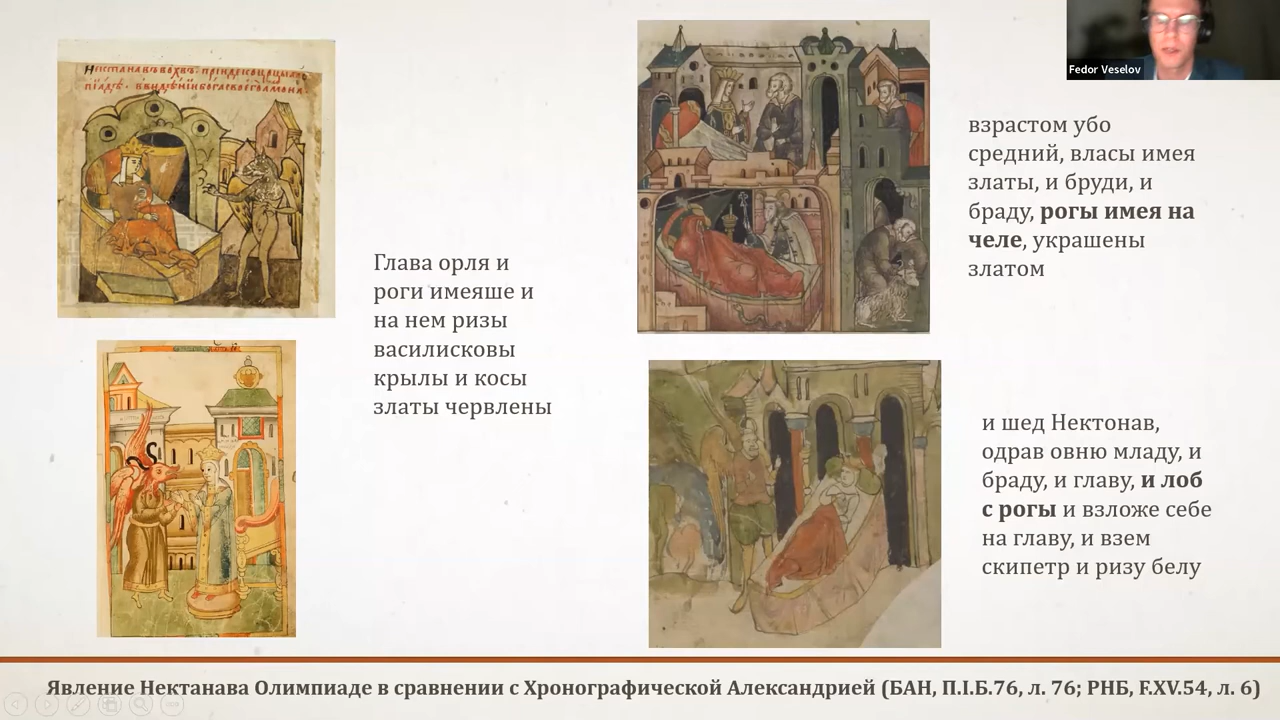 Fedor Veselov
Глава орля и
роги имеяше и
на нем ризы
василисковы
крылы и косы
златы червлены
взрастом убо
средний, власы имея
златы, и бруди, и
браду, рогы имея на
челе, украшены
златом
и шед Нектонав,
одрав овню младу, и
браду, и главу, и лоб
с рогы и взложе себе
на главу, и взем
скипетр и ризу белу
Явление Нектанава Олимпиаде в сравнении с Хронографической Александрией (БАН, П.I.Б.76, л. 76; РНБ, F.XV.54, л. 6)